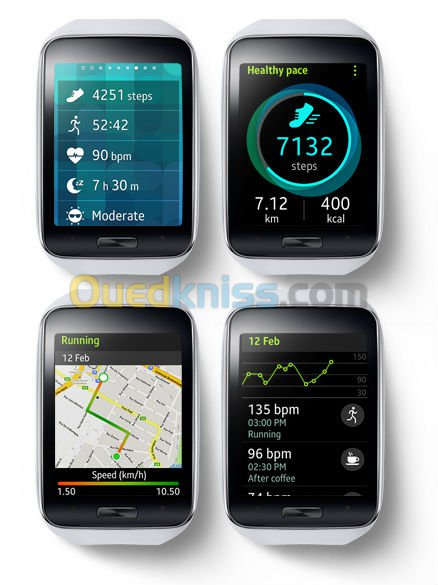 4251 steps
52:42
90 bpm
7 h 30 m
Moderate
Healthy pace
7132
steps
7.12
km
400
kcal
Ouedkniss.com
Running
12 Feb
Speed (km/h)
1.50
10.50
12 Feb
150
90
30
135 bpm
03:00 PM
Running
96 bpm
02:30 PM
After coffee
74 bpm